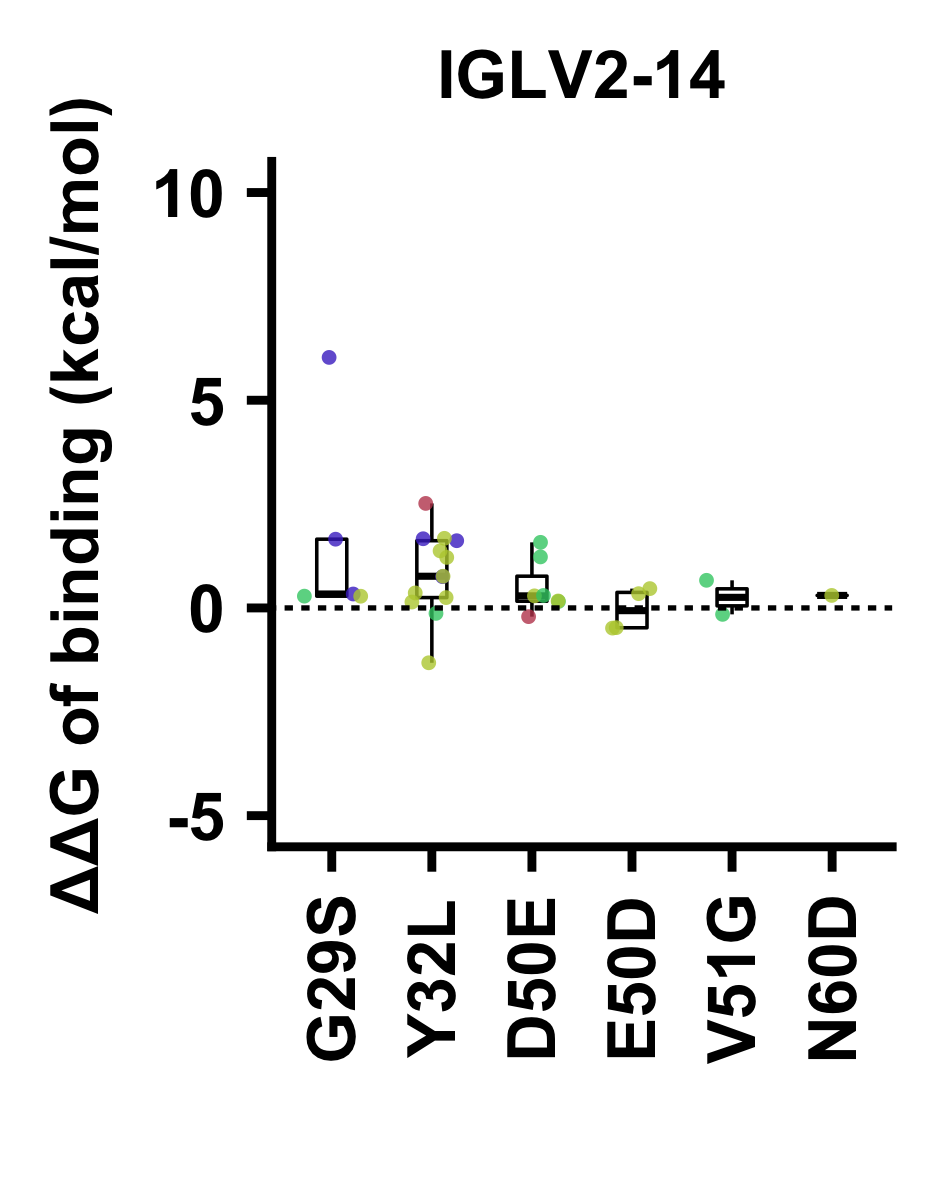 IGLV2-14
ΔΔG of binding (kcal/mol)
10
5
0
-5
G29S
Y32L
D50E
E50D
V51G
N60D